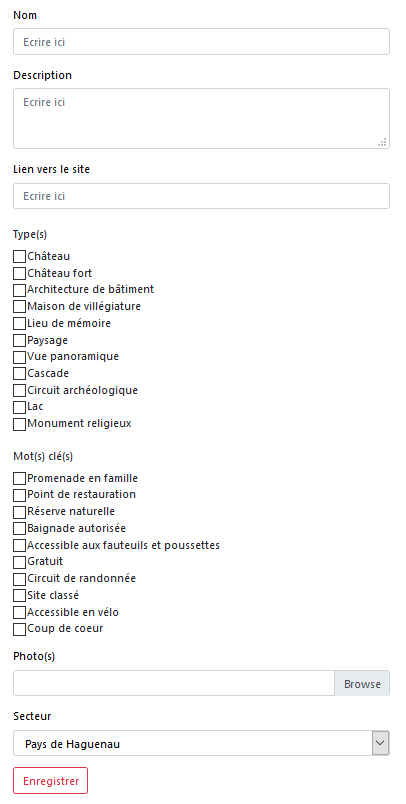 Nom
Ecrire ici
Description
Ecrire ici
Lien vers le site
Ecrire ici
Type(s)
Château
Château fort
Architecture de bâtiment
Maison de villégiature
Lieu de mémoire
Paysage
Vue panoramique
Cascade
Circuit archéologique
Lac
Monument religieux
Mot(s) clé(s)
Promenade en famille
Point de restauration
Réserve naturelle
Baignade autorisée
Accessible aux fauteuils et poussettes
Gratuit
Circuit de randonnée
Site classé
Accessible en vélo
Coup de coeur
Photo(s)
Browse
Secteur
Pays de Haguenau
Enregistrer